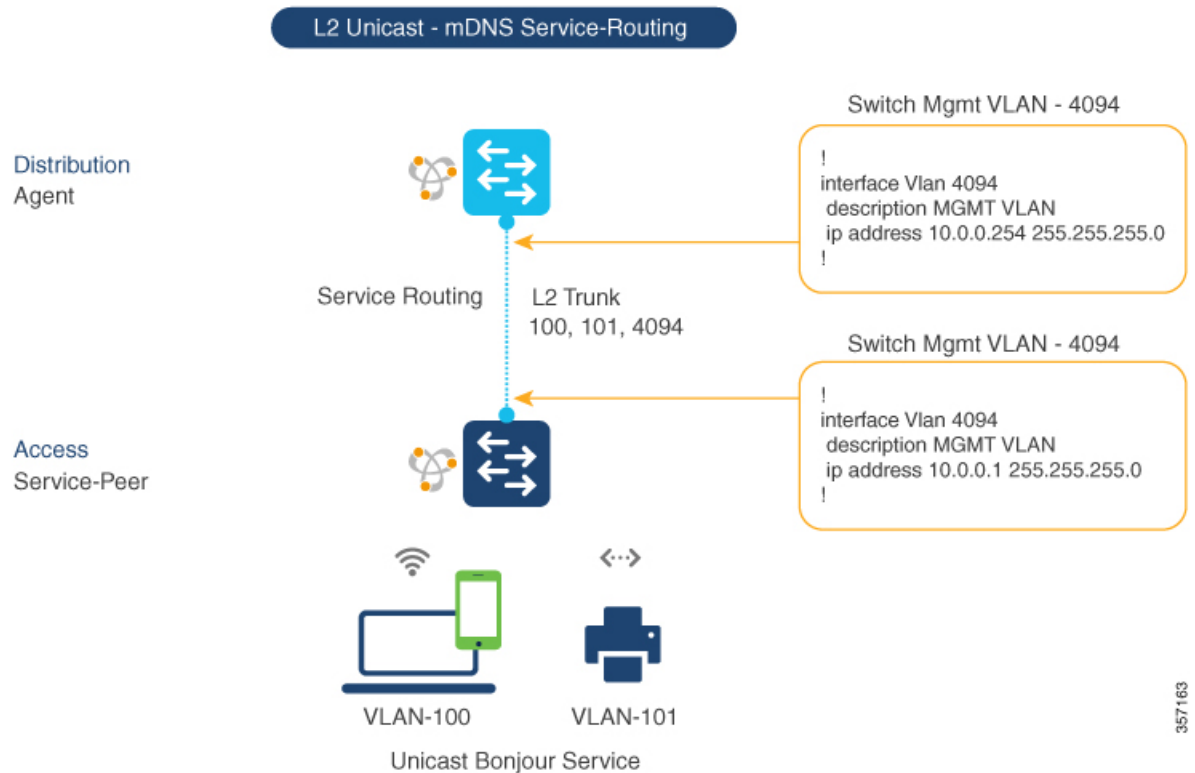 L2 Unicast - mDNS Service-Routing
Switch Mgmt VLAN - 4094
!
interface Vlan 4094
description MGMT VLAN
ip address 10.0.0.254 255.255.255.0
!
Distribution
Agent
Service Routing
L2 Trunk
100, 101, 4094
Switch Mgmt VLAN - 4094
!
interface Vlan 4094
description MGMT VLAN
ip address 10.0.0.1 255.255.255.0
!
Access
Service-Peer
VLAN-100
VLAN-101
Unicast Bonjour Service
357163